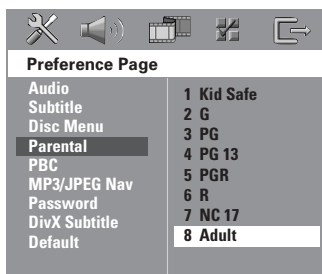 Preference Page
Audio
Subtitle
Disc Menu
Parental
PBC
MP3/JPEG Nav
Password
DivX Subtitle
Default
1 Kid Safe
2 G
3 PG
4 PG 13
5 PGR
6 R
7 NC 17
8 Adult